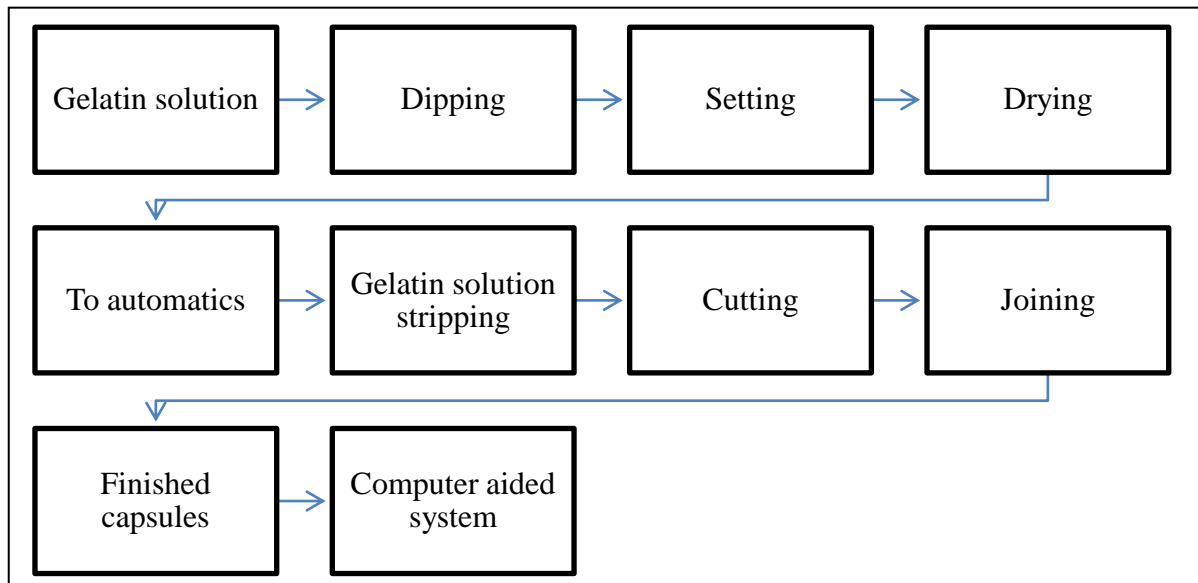 Gelatin solution
Dipping
Setting
Drying
To automatics
Gelatin solution
stripping
Cutting
Joining
Finished
capsules
Computer aided
system